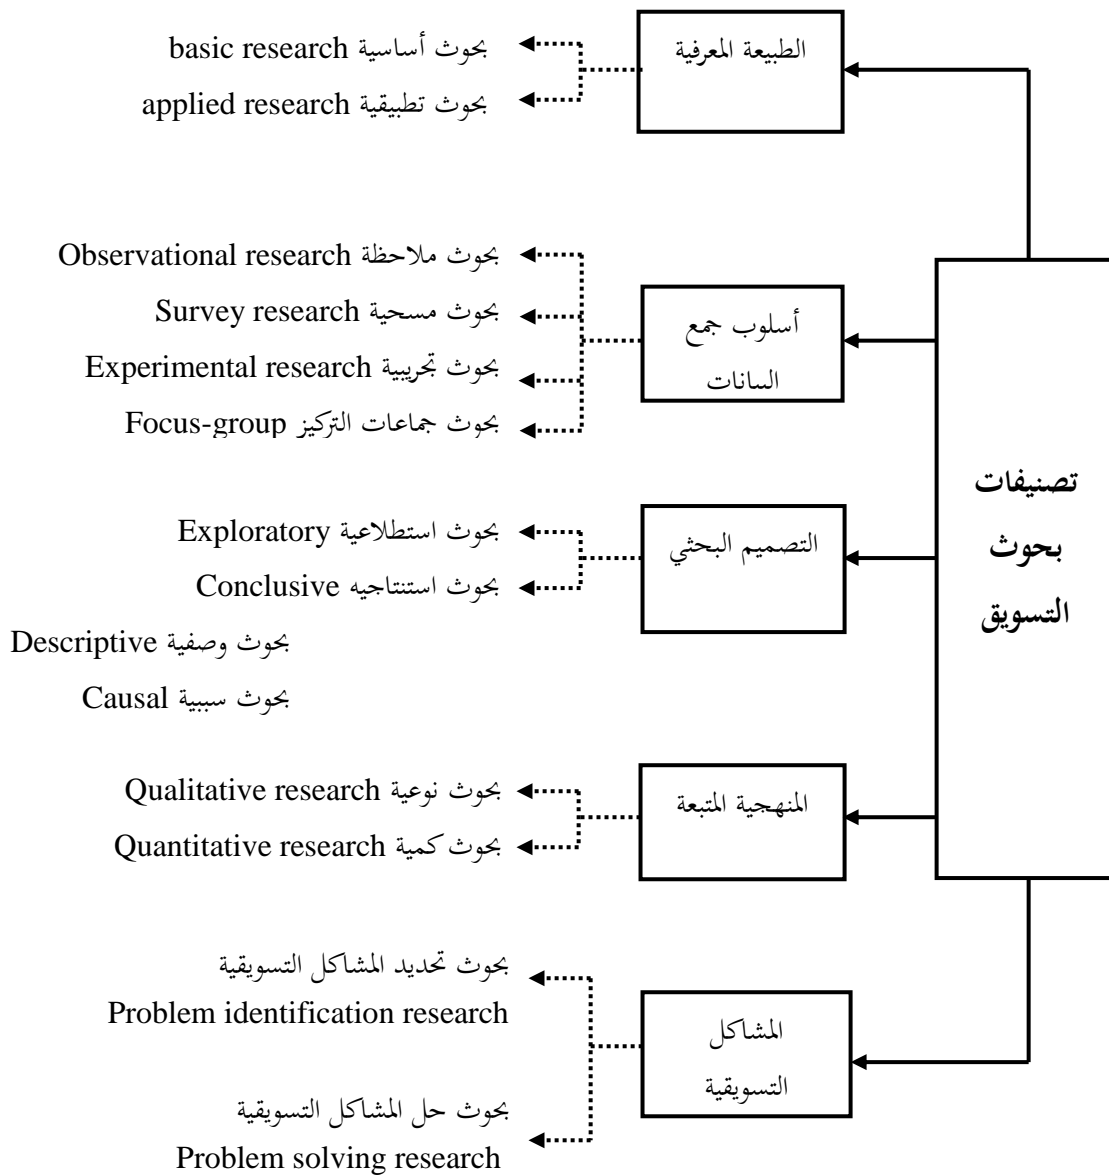 تصنيفات
بحوث
التسويق
الطبيعة المعرفية
بحوث أساسية basic research
بحوث تطبيقية applied research
أسلوب جمع
البيانات
بحوث ملاحظة Observational research
بحوث مسحية Survey research
بحوث تجريبية Experimental research
بحوث جماعات التركيز Focus-group
التصميم البحثي
بحوث استطلاعية Exploratory
بحوث استنتاجيه Conclusive
بحوث وصفية Descriptive
بحوث سببية Causal
المنهجية المتبعة
بحوث نوعية Qualitative research
بحوث كمية Quantitative research
المشاكل
التسويقية
بحوث تحديد المشاكل التسويقية
Problem identification research
بحوث حل المشاكل التسويقية
Problem solving research